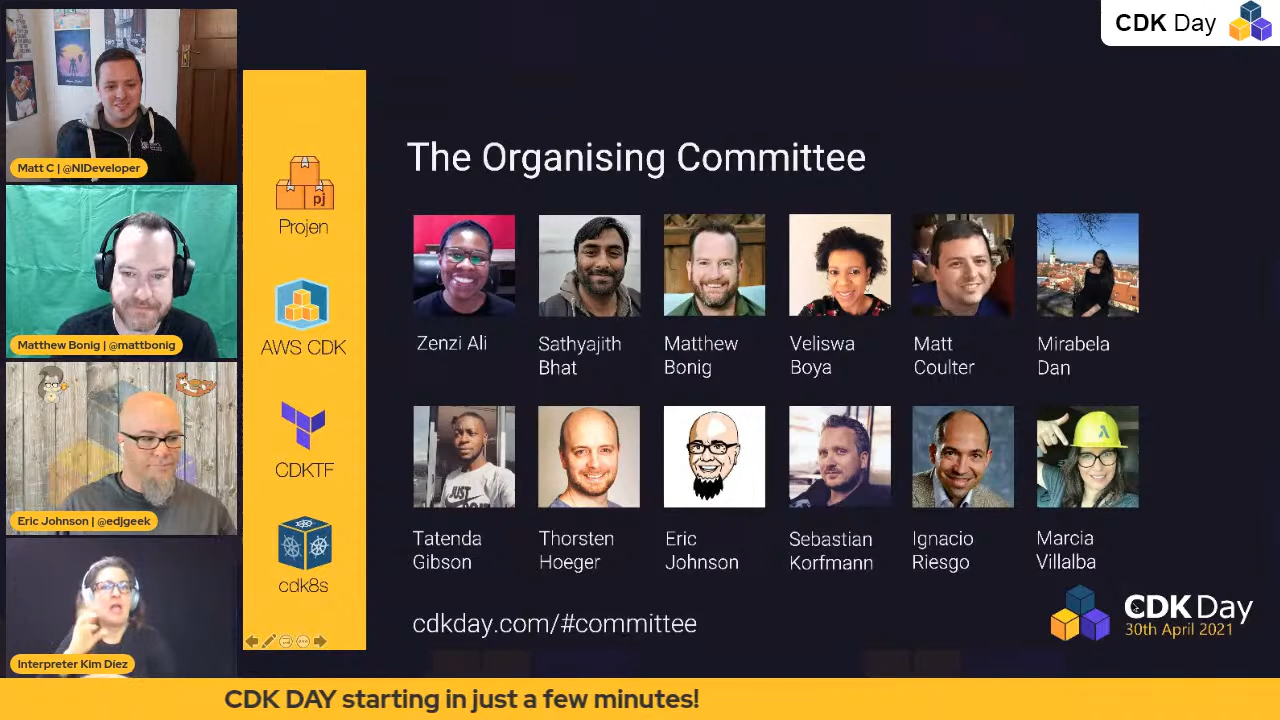 CDK Day
Matt C | @NIDeveloper
Matthew Bonig | @mattbonig
Eric Johnson | @edjgeek
Interpreter Kim Díez
pj
Projen
AWS CDK
CDKTF
cdk8s
The Organising Committee
Zenzi Ali
Sathyajith
Bhat
Matthew
Bonig
Veliswa
Boya
Matt
Coulter
Mirabela
Dan
JUST
Tatenda
Gibson
Thorsten
Hoeger
Eric
Johnson
Sebastian
Korfmann
Ignacio
Riesgo
Marcia
Villalba
cdkday.com/#committee
CDK Day
30th April 2021
CDK DAY starting in just a few minutes!